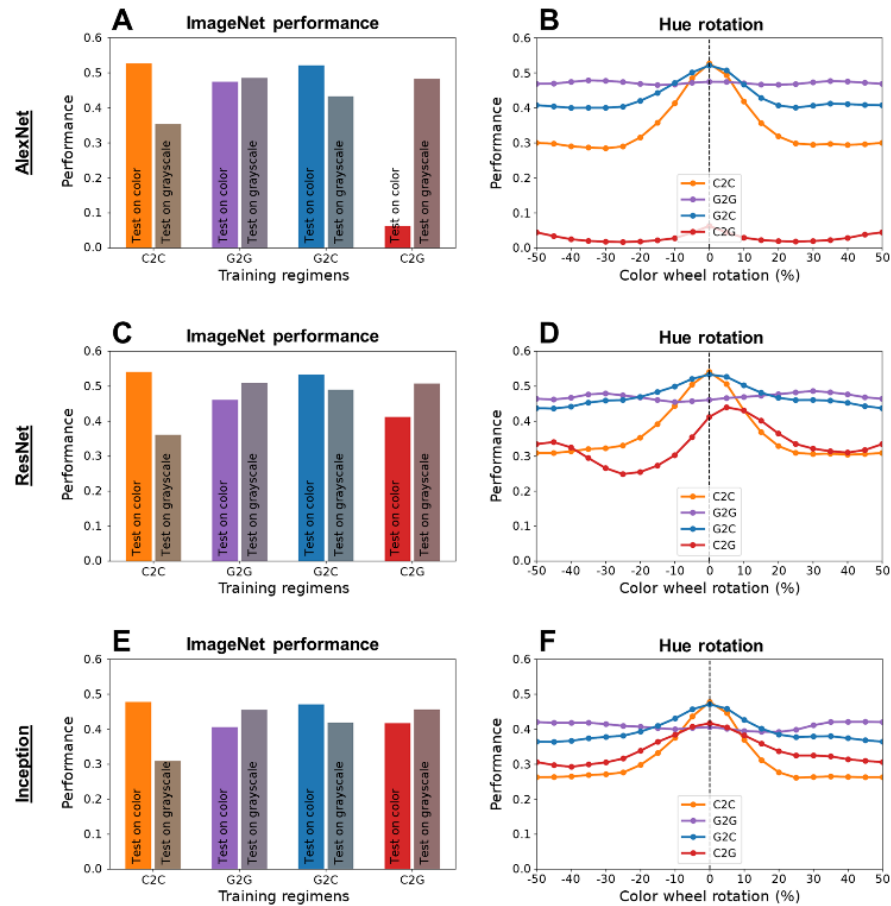 A
ImageNet performance
0.6
0.5
0.4
0.3
0.2
0.1
0.0
Performance
Test on color
Test on grayscale
Test on color
Test on grayscale
Test on color
Test on grayscale
Test on color
Test on grayscale
C2C
G2G
G2C
C2G
Training regimens
AlexNet
B
Hue rotation
0.6
0.5
0.4
0.3
0.2
0.1
0.0
Performance
C2C
G2G
G2C
C2G
-50 -40 -30 -20 -10 0 10 20 30 40 50
Color wheel rotation (%)
C
ImageNet performance
0.6
0.5
0.4
0.3
0.2
0.1
0.0
Performance
Test on color
Test on grayscale
Test on color
Test on grayscale
Test on color
Test on grayscale
Test on color
Test on grayscale
C2C
G2G
G2C
C2G
Training regimens
ResNet
D
Hue rotation
0.6
0.5
0.4
0.3
0.2
0.1
0.0
Performance
C2C
G2G
G2C
C2G
-50 -40 -30 -20 -10 0 10 20 30 40 50
Color wheel rotation (%)
E
ImageNet performance
0.6
0.5
0.4
0.3
0.2
0.1
0.0
Performance
Test on color
Test on grayscale
Test on color
Test on grayscale
Test on color
Test on grayscale
Test on color
Test on grayscale
C2C
G2G
G2C
C2G
Training regimens
Inception
F
Hue rotation
0.6
0.5
0.4
0.3
0.2
0.1
0.0
Performance
C2C
G2G
G2C
C2G
-50 -40 -30 -20 -10 0 10 20 30 40 50
Color wheel rotation (%)